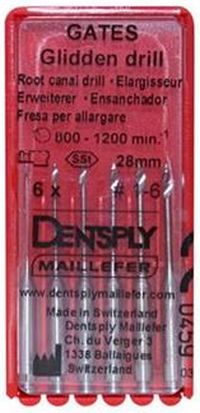 GATES
Glidden drill
Root canal drill · Elargisseur
Erweiterer · Ensanchador
Fresa per allargare
800 - 1200 min.-1
SSt 28mm
6 x # 1-6
DENTSPLY
MAILLEFER
www.dentsplymaillefer.com
Made in Switzerland
Dentsply Maillefer
Ch. du Verger 3
1338 Ballaigues
Switzerland
0459